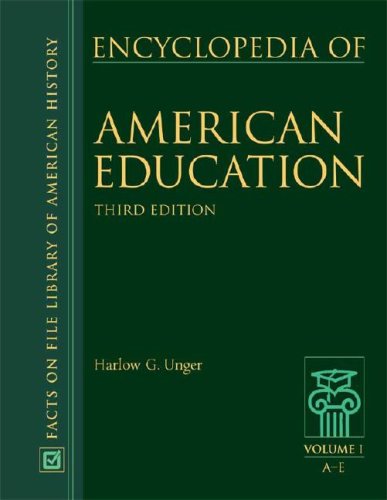 FACTS ON FILE LIBRARY OF AMERICAN HISTORY
ENCYCLOPEDIA OF
AMERICAN
EDUCATION
THIRD EDITION
Harlow G. Unger
VOLUME I
A–E